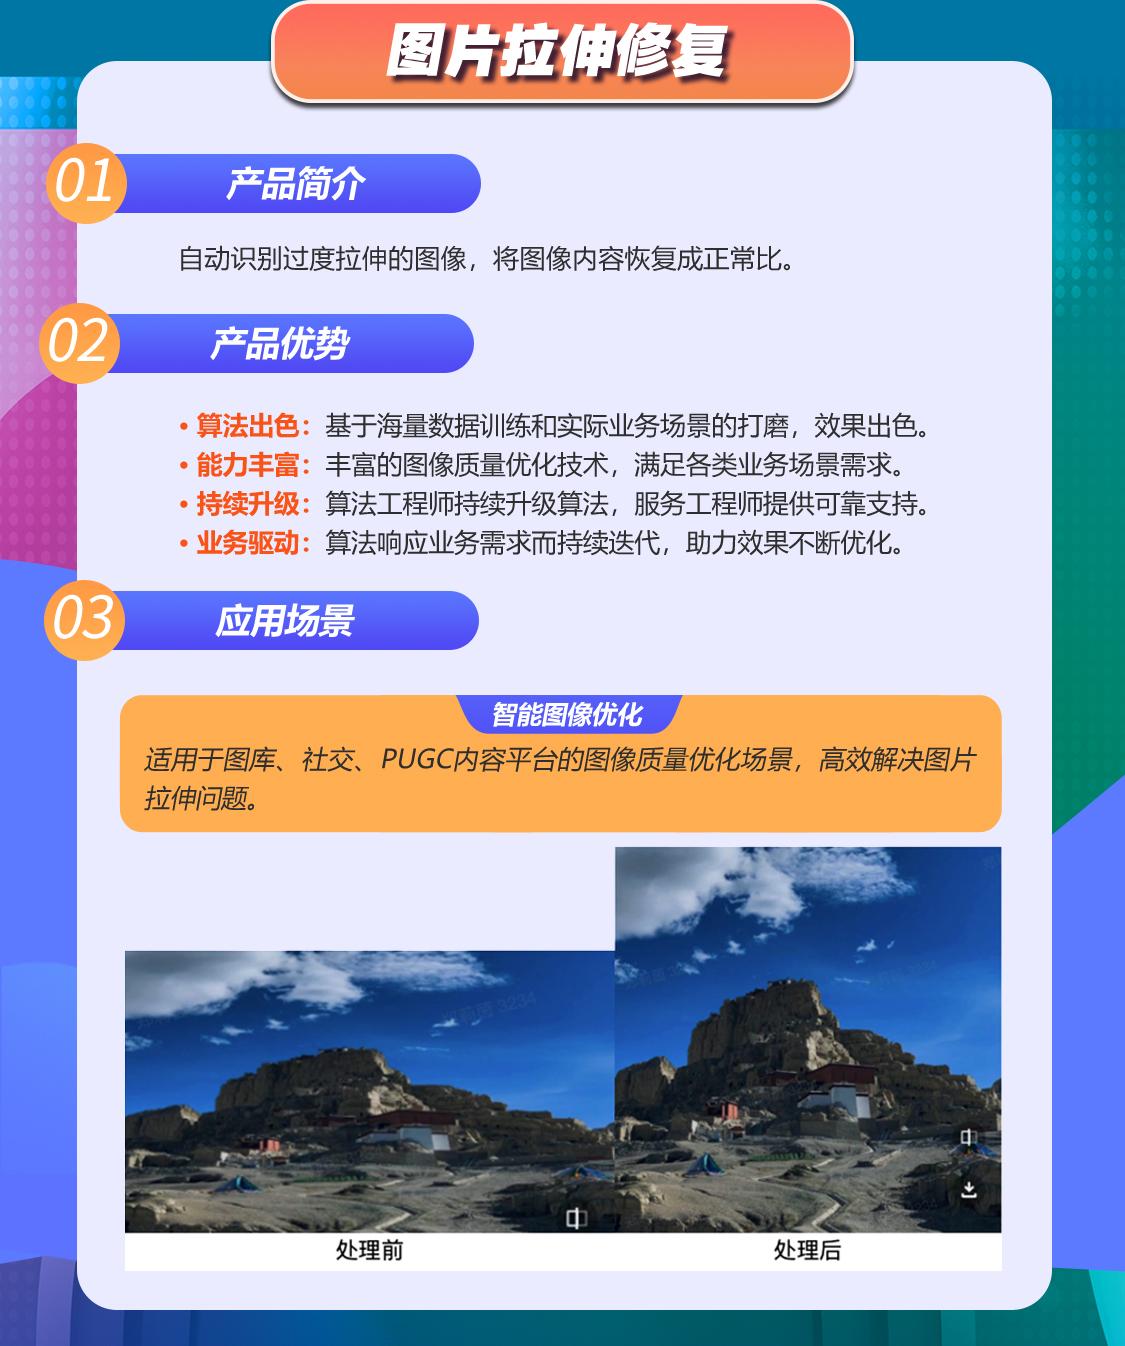 图片拉伸修复
01 产品简介
自动识别过度拉伸的图像，将图像内容恢复成正常比。
02 产品优势
• 算法出色：基于海量数据训练和实际业务场景的打磨，效果出色。
• 能力丰富：丰富的图像质量优化技术，满足各类业务场景需求。
• 持续升级：算法工程师持续升级算法，服务工程师提供可靠支持。
• 业务驱动：算法响应业务需求而持续迭代，助力效果不断优化。
03 应用场景
智能图像优化
适用于图库、社交、PUGC内容平台的图像质量优化场景，高效解决图片
拉伸问题。
3234
处理前
处理后